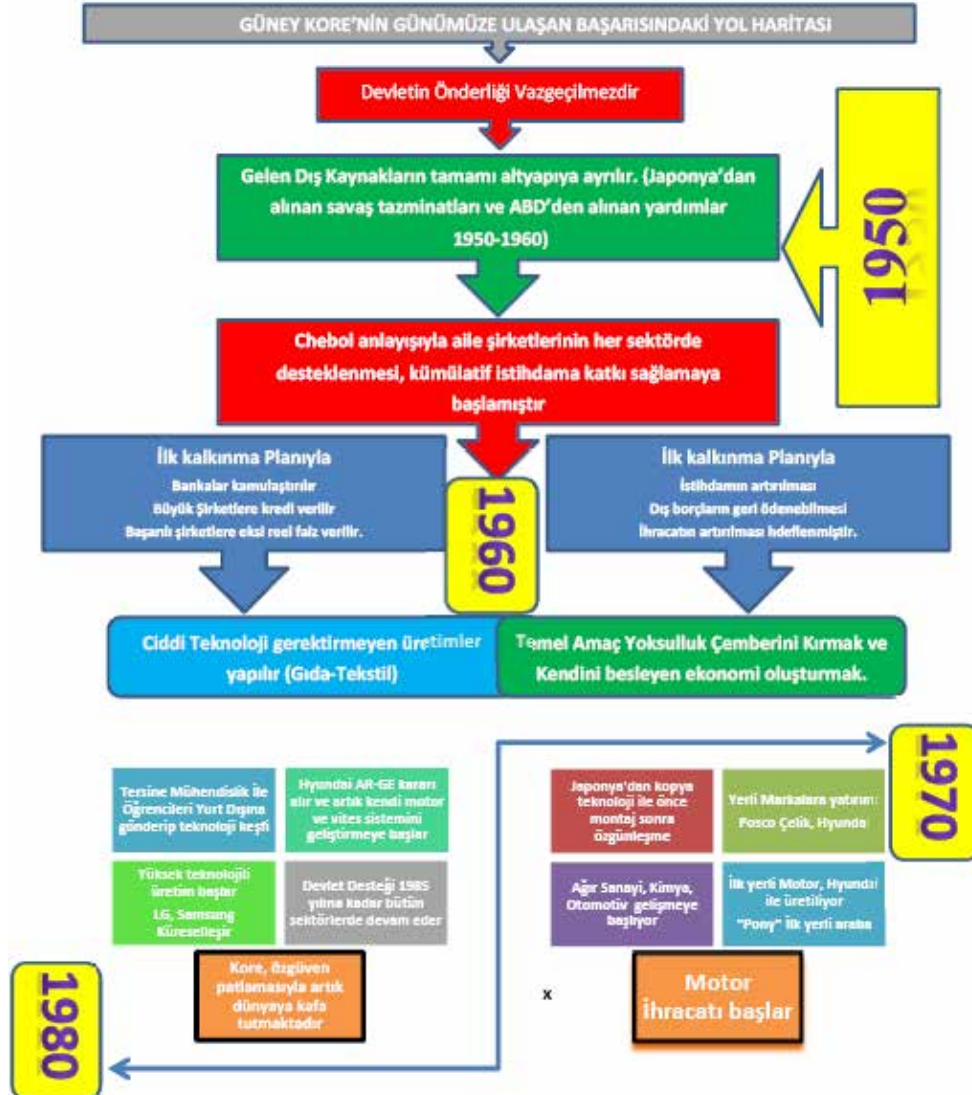 GÜNEY KORE'NİN GÜNÜMÜZE ULAŞAN BAŞARISINDAKİ YOL HARİTASI
Devletin Önderliği Vazgeçilmezdir
Gelen Dış Kaynakların tamamı altyapıya ayrılır. (Japonya'dan
alınan savaş tazminatları ve ABD'den alınan yardımlar
1950-1960)
1950
Chebol anlayışıyla aile şirketlerinin her sektörde
desteklenmesi, kümülatif istihdama katkı sağlamaya
başlamıştır
İlk kalkınma Planıyla
Bankalar kamulaştırılır
Büyük Şirketlere kredi verilir
Başarılı şirketlere eksi reel faiz verilir.
1960
İlk kalkınma Planıyla
İstihdamın artırılması
Dış borçların geri ödenebilmesi
İhracatın artırılması hdeflenmiştir.
Ciddi Teknoloji gerektirmeyen üretimler
yapılır (Gıda-Tekstil)
Temel Amaç Yoksulluk Çemberini Kırmak ve
Kendini besleyen ekonomi oluşturmak.
1970
Japonya'dan kopya
teknoloji ile önce
montaj sonra
özgünleşme
Yerli Markalara yatırım:
Posco Çelik, Hyundai
Ağır Sanayi, Kimya,
Otomotiv gelişmeye
başlıyor
İlk yerli Motor, Hyundai
ile üretiliyor
"Pony" İlk yerli araba
x
Motor
İhracatı başlar
Tersine Mühendislik İle
Öğrencileri Yurt Dışına
gönderip teknoloji keşfi
Hyundai AR-GE kararı
alır ve artık kendi motor
ve vites sistemini
geliştirmeye başlar
Yüksek teknolojili
üretim başlar
LG, Samsung
Küreselleşir
Devlet Desteği 1985
yılına kadar bütün
sektörlerde devam eder
Kore, özgüven
patlamasıyla artık
dünyaya kafa
tutmaktadır
1980